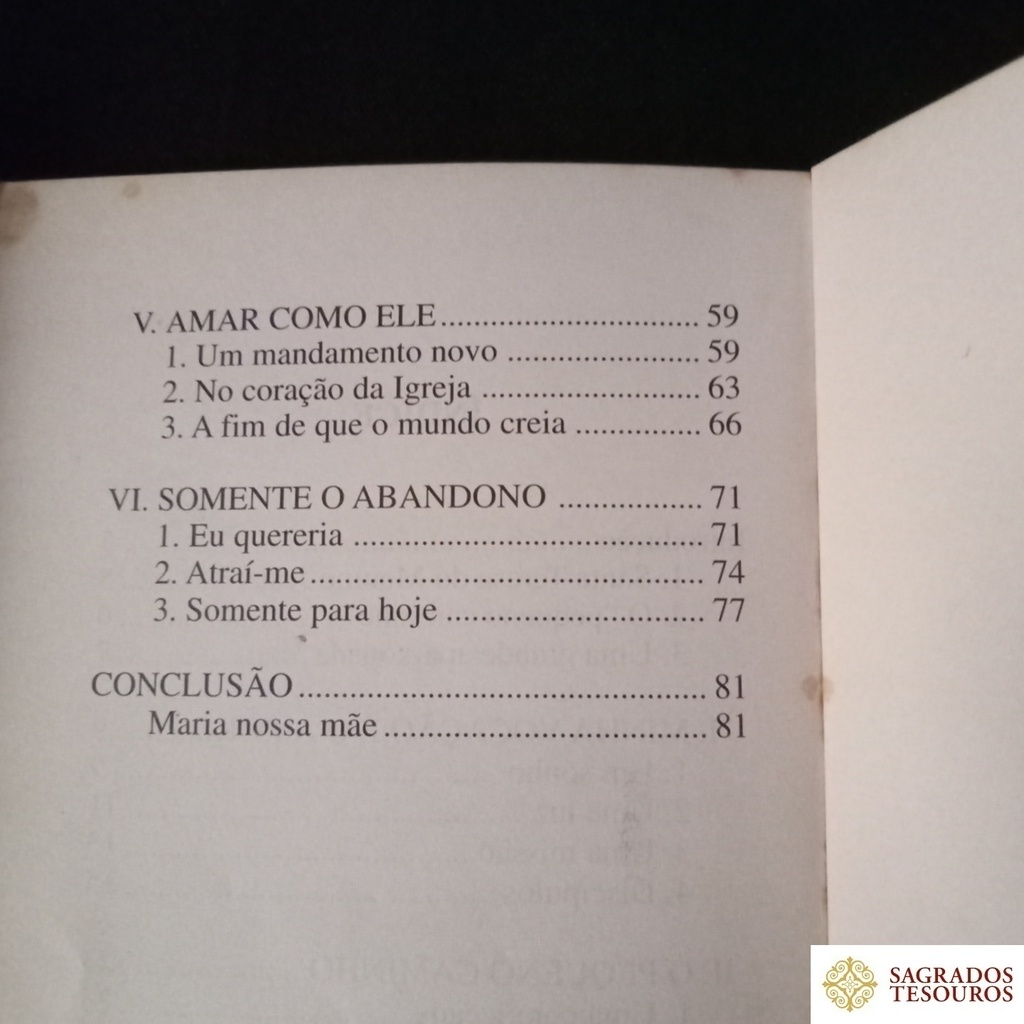 V. AMAR COMO ELE................................ 59
1. Um mandamento novo ........................ 59
2. No coração da Igreja ........................... 63
3. A fim de que o mundo creia ............... 66
VI. SOMENTE O ABANDONO ................. 71
1. Eu quereria ........................................... 71
2. Atraí-me................................................ 74
3. Somente para hoje ................................ 77
CONCLUSÃO.................................................. 81
Maria nossa mãe........................................ 81
SAGRADOS
TESOUROS